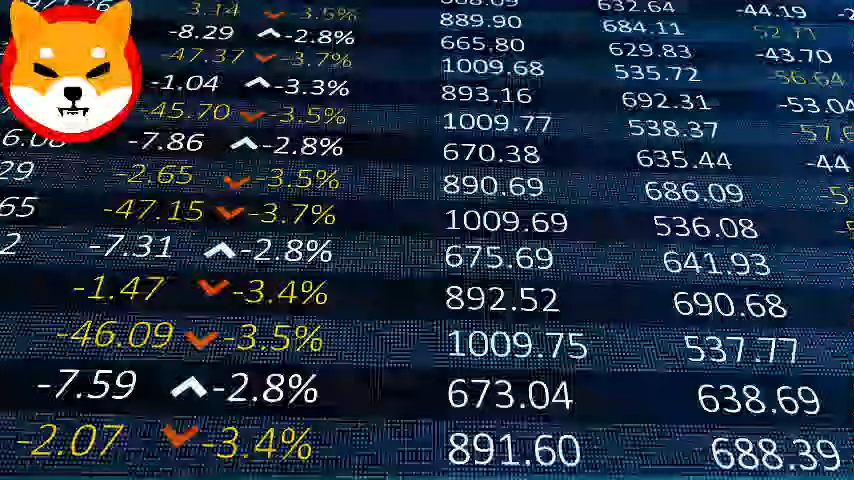 3.14 -3.5% 632.64 -44.19
-8.29 -2.8% 889.90 684.11 52.71
-47.37 -3.7% 665.80 629.83 -43.70
-1.04 -3.3% 1009.68 535.72 -56.64
-45.70 -3.5% 893.16 692.31 -53.04
-7.86 -2.8% 1009.77 538.37
-2.65 -3.5% 670.38 635.44 -44
-47.15 -3.7% 890.69 686.09
-7.31 -2.8% 1009.69 536.08
-1.47 -3.4% 675.69 641.93
-46.09 -3.5% 892.52 690.68
-7.59 -2.8% 1009.75 537.77
-2.07 -3.4% 673.04 638.69
891.60 688.39